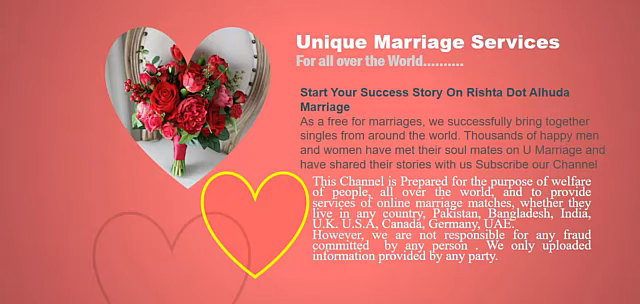 Unique Marriage Services
For all over the World..........
Start Your Success Story On Rishta Dot Alhuda
Marriage
As a free for marriages, we successfully bring together
singles from around the world. Thousands of happy men
and women have met their soul mates on U Marriage and
have shared their stories with us Subscribe our Channel
This Channel is Prepared for the purpose of welfare
of people, all over the world, and to provide
services of online marriage matches, whether they
live in any country, Pakistan, Bangladesh, India,
U.K. U.S.A, Canada, Germany, UAE.
However, we are not responsible for any fraud
committed by any person . We only uploaded
information provided by any party.